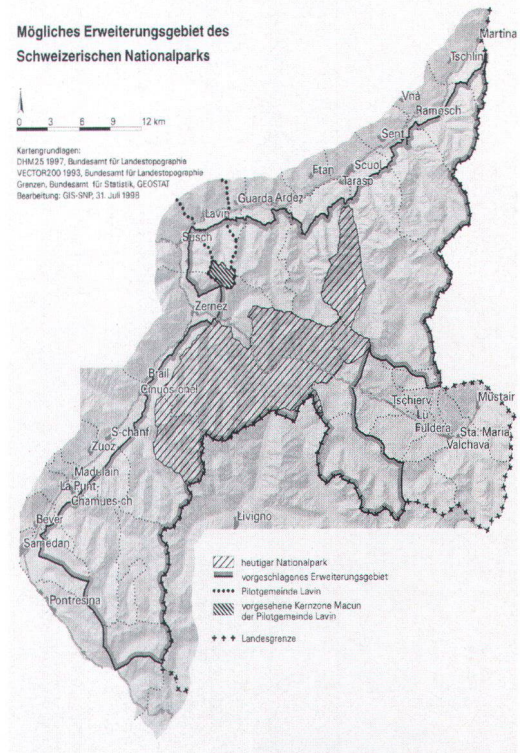 Mögliches Erweiterungsgebiet des
Schweizerischen Nationalparks
0 3 6 9 12 km
Kartengrundlagen:
DHM25 1997, Bundesamt für Landestopographie
VECTOR200 1993, Bundesamt für Landestopographie
Grenzen, Bundesamt für Statistik, GEOSTAT
Bearbeitung: GIS-SNP, 31. Juli 1998
Martina
Tschlin
Vnà
Ramosch
Sent
Scuol
Ftan
Tarasp
Ardez
Guarda
Lavin
Susch
Zernez
Brail
Cinuos-chel
S-chanf
Zuoz
Madulain
La Punt-
Chamues-ch
Bever
Samedan
Pontresina
Livigno
Tschierv
Lü
Fuldera
Müstair
Sta. Maria
Valchava
heutiger Nationalpark
vorgeschlagenes Erweiterungsgebiet
Pilotgemeinde Lavin
vorgesehene Kernzone Macun
der Pilotgemeinde Lavin
Landesgrenze